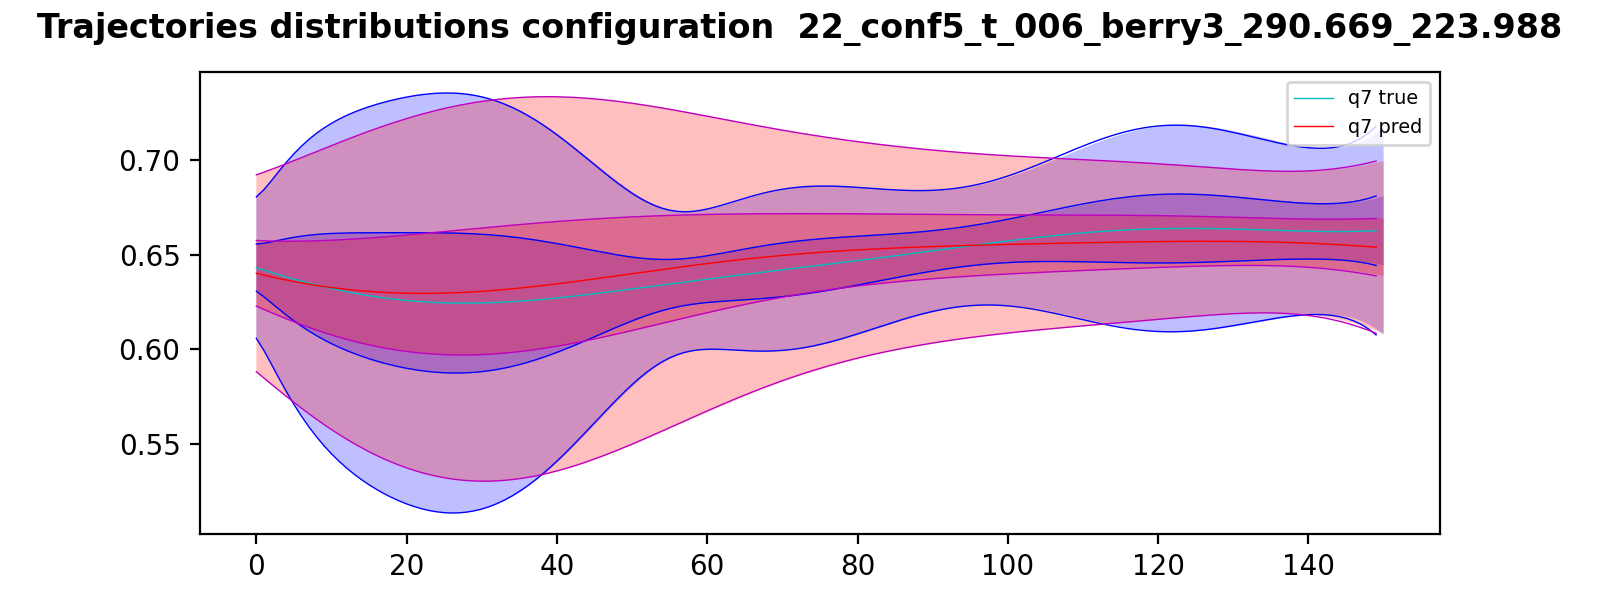 Trajectories distributions configuration  22_conf5_t_006_berry3_290.669_223.988
q7 true
q7 pred
0.70
0.65
0.60
0.55
0 20 40 60 80 100 120 140